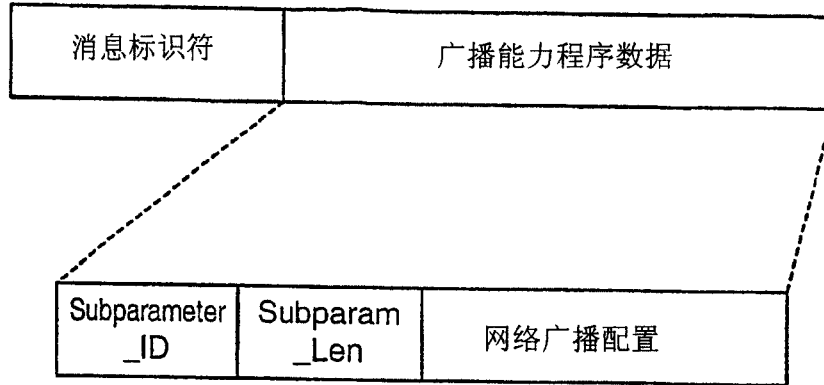 消息标识符
广播能力程序数据
Subparameter
_ID
Subparam
_Len
网络广播配置